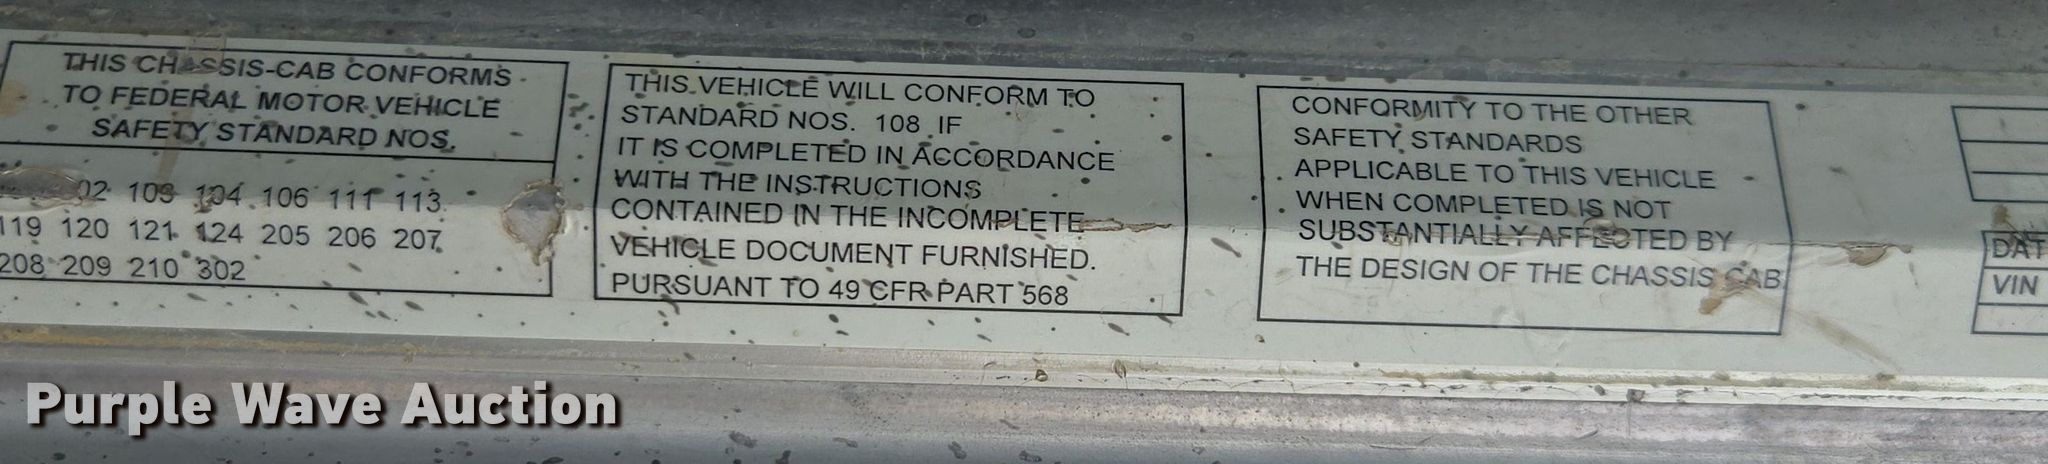 THIS CHASSIS-CAB CONFORMS
TO FEDERAL MOTOR VEHICLE
SAFETY STANDARD NOS.
103 104 106 111 113
119 120 121 124 205 206 207
208 209 210 302
THIS VEHICLE WILL CONFORM TO
STANDARD NOS. 108 IF
IT IS COMPLETED IN ACCORDANCE
WITH THE INSTRUCTIONS
CONTAINED IN THE INCOMPLETE
VEHICLE DOCUMENT FURNISHED.
PURSUANT TO 49 CFR PART 568
CONFORMITY TO THE OTHER
SAFETY STANDARDS
APPLICABLE TO THIS VEHICLE
WHEN COMPLETED IS NOT
SUBSTANTIALLY AFFECTED BY
THE DESIGN OF THE CHASSIS CAB
DAT
VIN
Purple Wave Auction